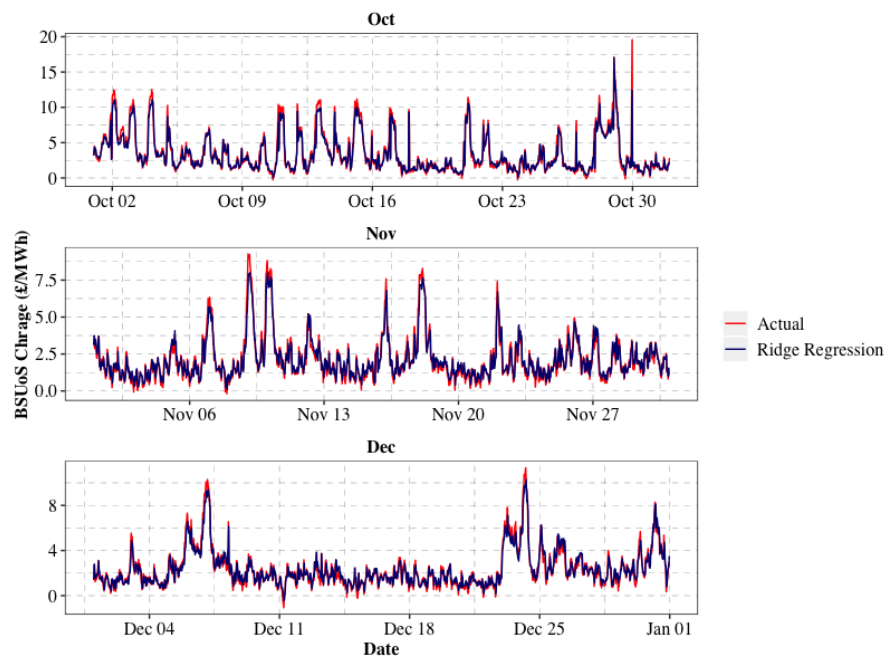 Oct
20
15
10
5
0
Oct 02 Oct 09 Oct 16 Oct 23 Oct 30
Nov
7.5
5.0
2.5
0.0
Nov 06 Nov 13 Nov 20 Nov 27
Dec
8
4
0
Dec 04 Dec 11 Dec 18 Dec 25 Jan 01
Date
BSUoS Chrage (£/MWh)
Actual
Ridge Regression